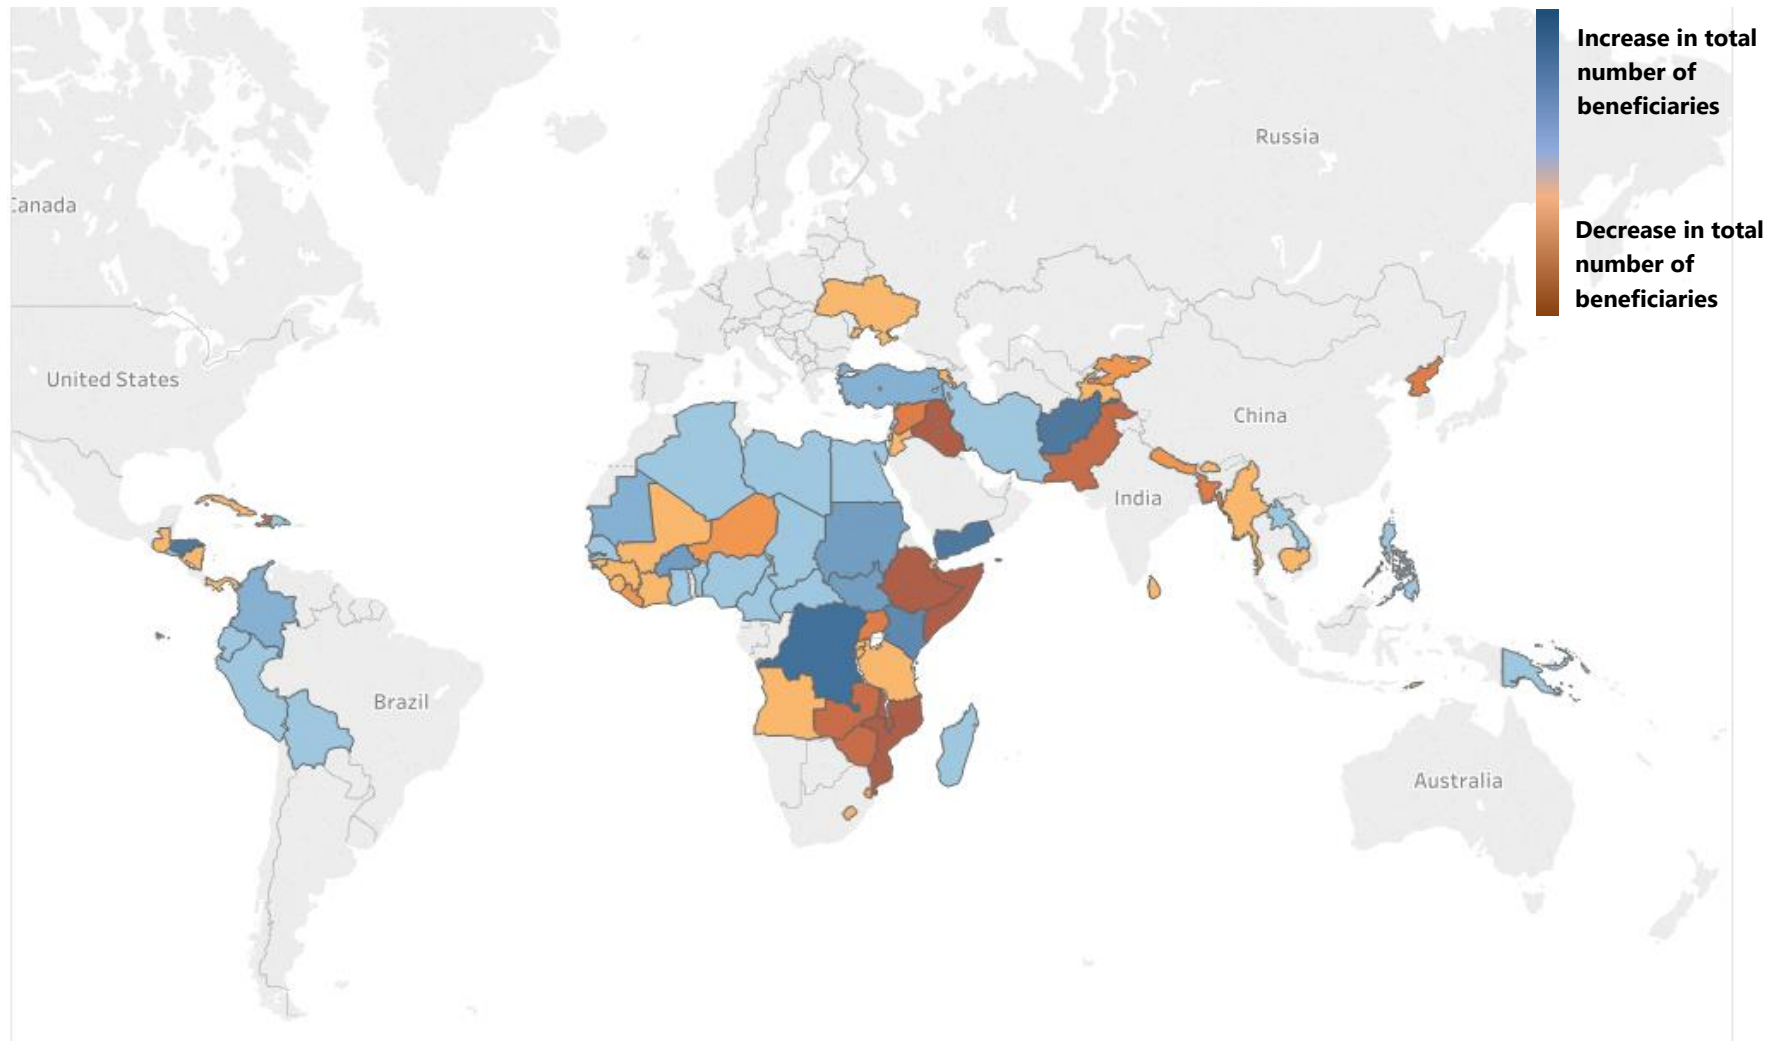 Increase in total
number of
beneficiaries
Russia
Canada
Decrease in total
number of
beneficiaries
United States
China
India
Brazil
Australia